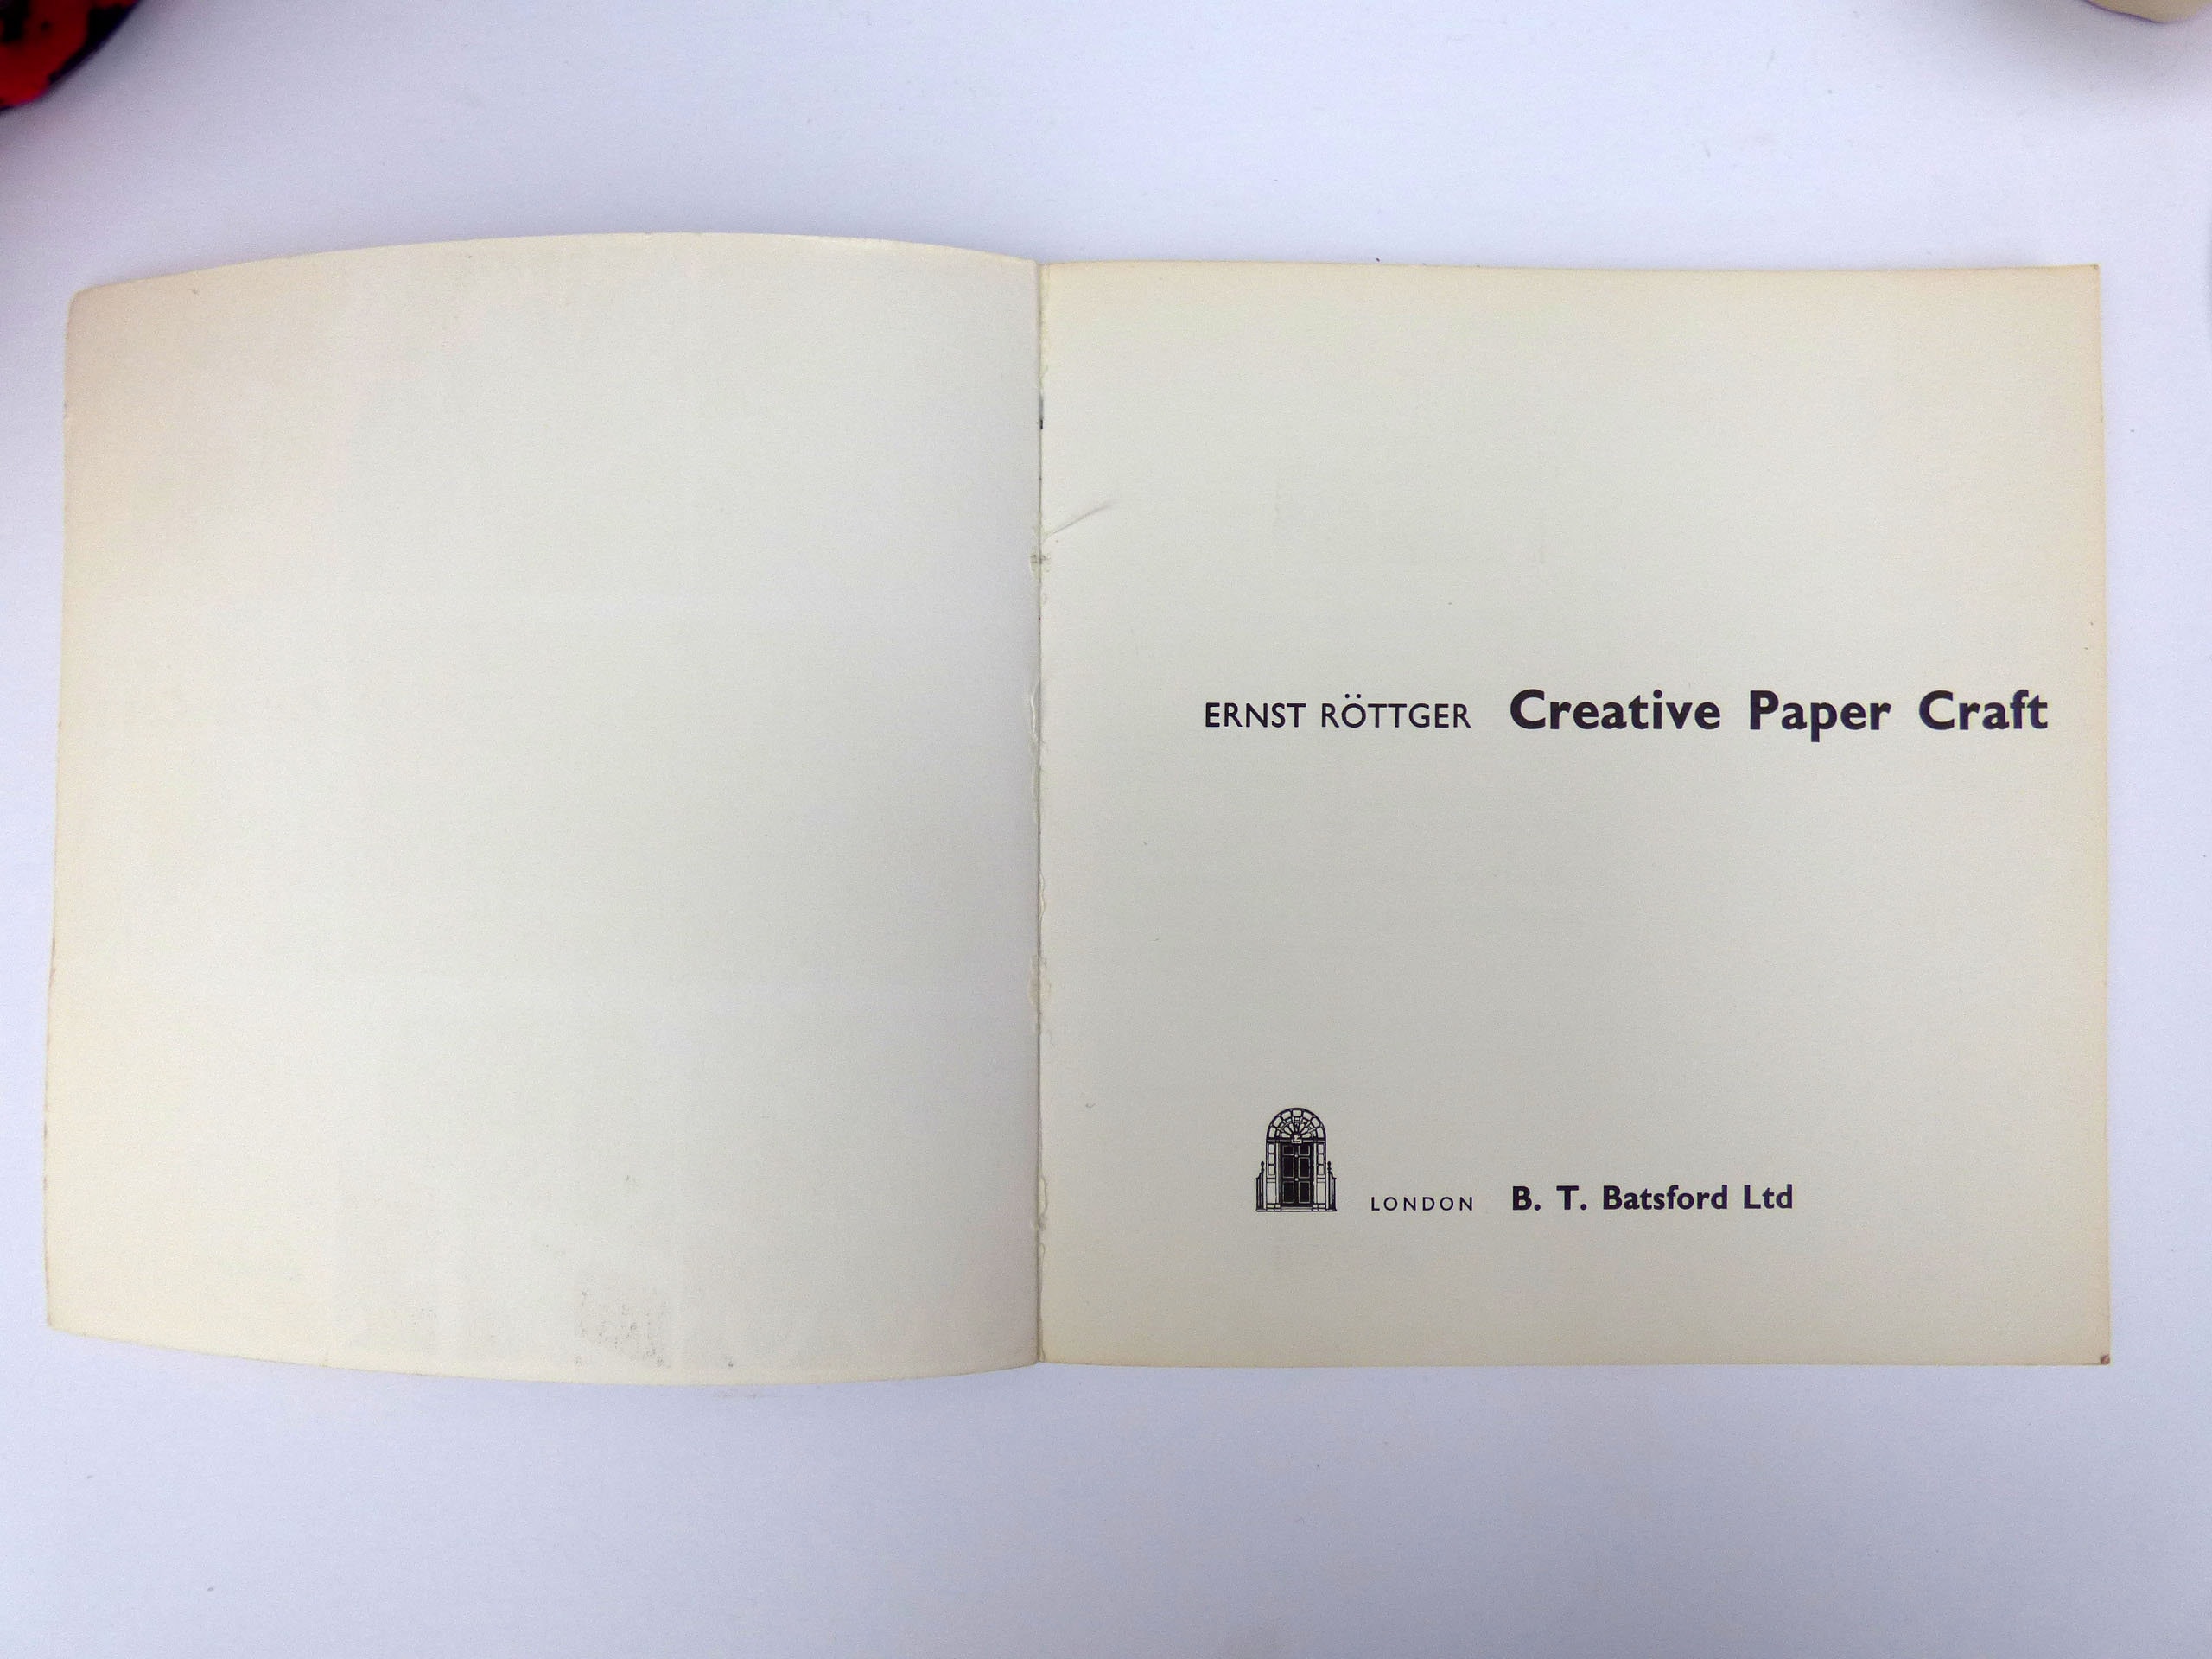 ERNST RÖTTGER Creative Paper Craft
LONDON B. T. Batsford Ltd